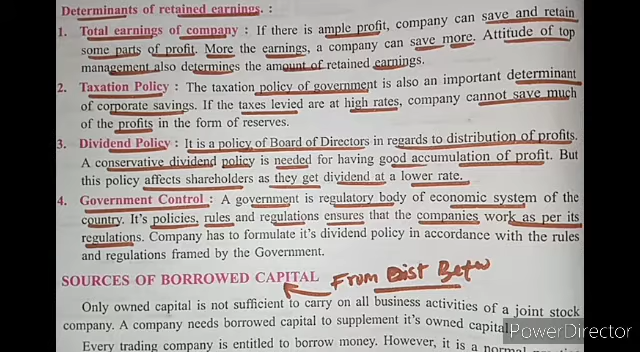 Determinants of retained earnings. :
1. Total earnings of company : If there is ample profit, company can save and retain
some parts of profit. More the earnings, a company can save more. Attitude of top
management also determines the amount of retained earnings.
2. Taxation Policy : The taxation policy of government is also an important determinant
of corporate savings. If the taxes levied are at high rates, company cannot save much
of the profits in the form of reserves.
3. Dividend Policy : It is a policy of Board of Directors in regards to distribution of profits.
A conservative dividend policy is needed for having good accumulation of profit. But
this policy affects shareholders as they get dividend at a lower rate.
4. Government Control : A government is regulatory body of economic system of the
country. It's policies, rules and regulations ensures that the companies work as per its
regulations. Company has to formulate it's dividend policy in accordance with the rules
and regulations framed by the Government.
SOURCES OF BORROWED CAPITAL From Dist Betw
Only owned capital is not sufficient to carry on all business activities of a joint stock
company. A company needs borrowed capital to supplement it's owned capital
PowerDirector
Every trading company is entitled to borrow money. However, it is a normal